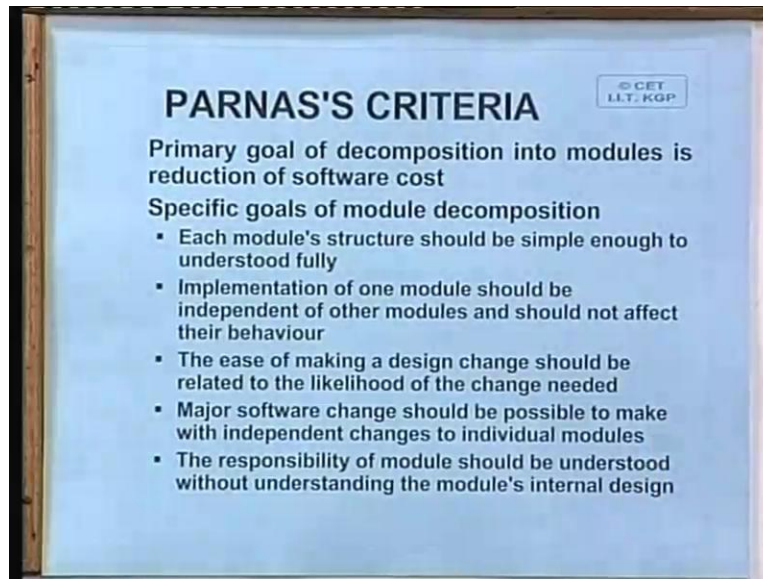 PARNAS'S CRITERIA
© CET
I.I.T. KGP
Primary goal of decomposition into modules is
reduction of software cost
Specific goals of module decomposition
▪ Each module's structure should be simple enough to
understood fully
▪ Implementation of one module should be
independent of other modules and should not affect
their behaviour
▪ The ease of making a design change should be
related to the likelihood of the change needed
▪ Major software change should be possible to make
with independent changes to individual modules
▪ The responsibility of module should be understood
without understanding the module's internal design